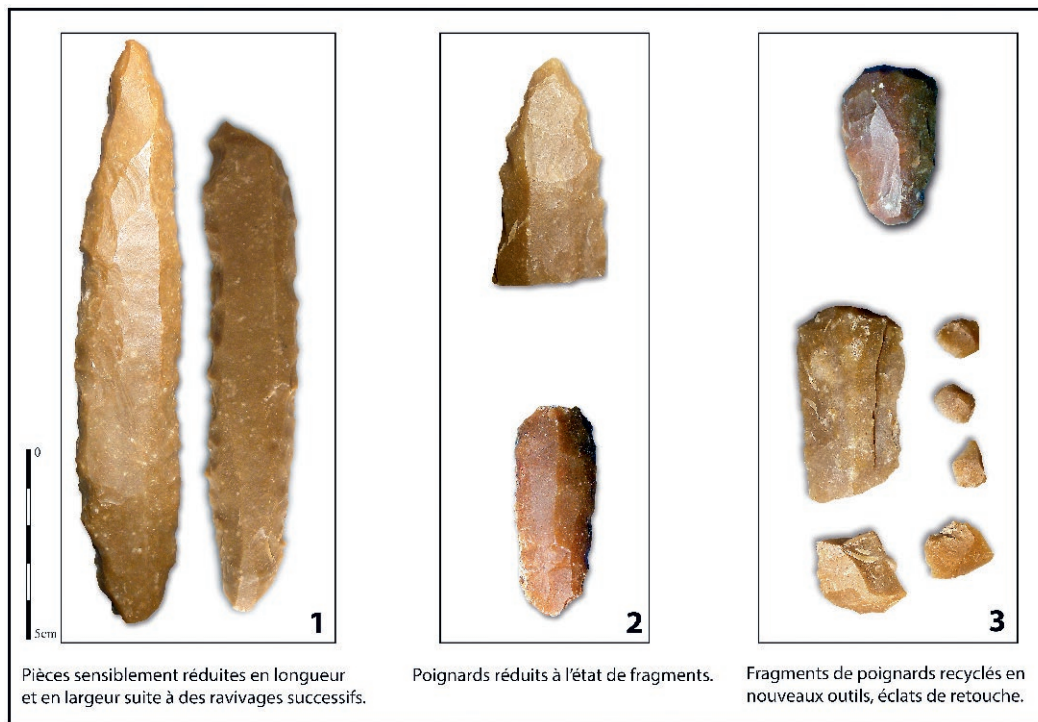 0
5cm
1
2
3
Pièces sensiblement réduites en longueur
et en largeur suite à des ravivages successifs.
Poignards réduits à l'état de fragments.
Fragments de poignards recyclés en
nouveaux outils, éclats de retouche.